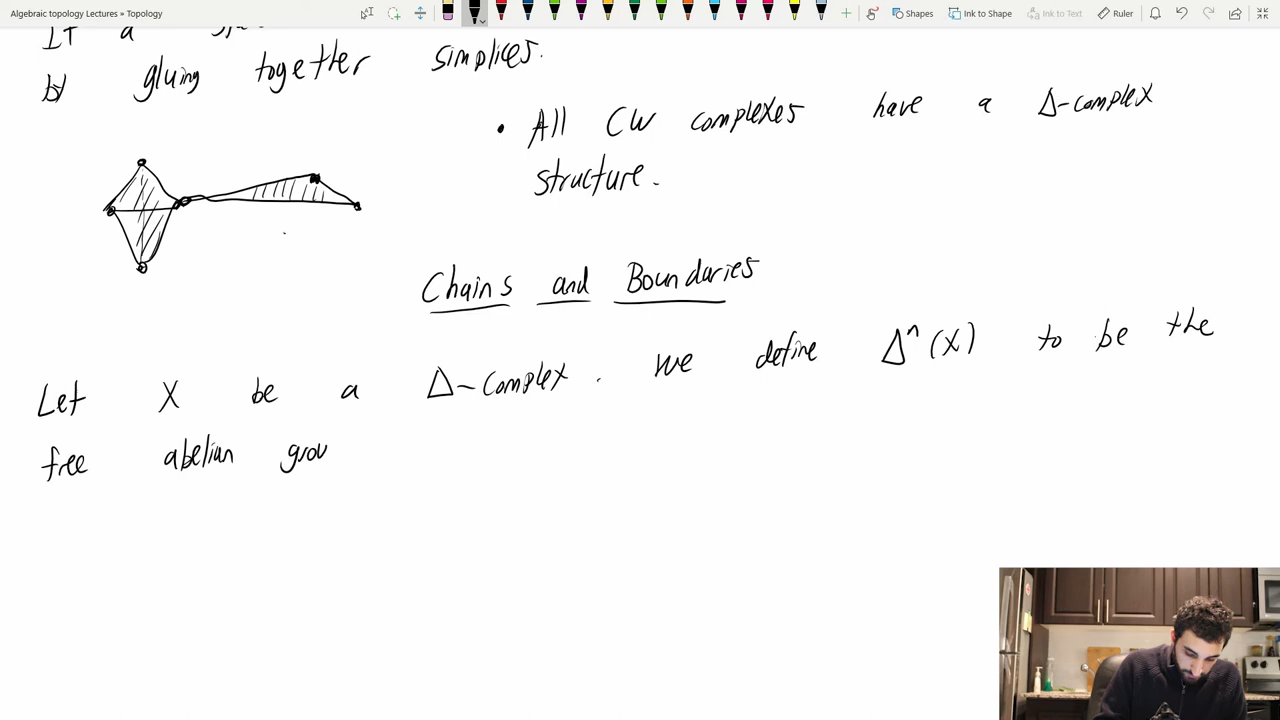 Algebraic topology Lectures » Topology
Shapes
Ink to Shape
Ink to Text
Ruler
by gluing together simplices.
• All CW complexes have a Δ-complex
structure.
Chains and Boundaries
Let X be a Δ-complex. We define Δⁿ(X) to be the
free abelian grou